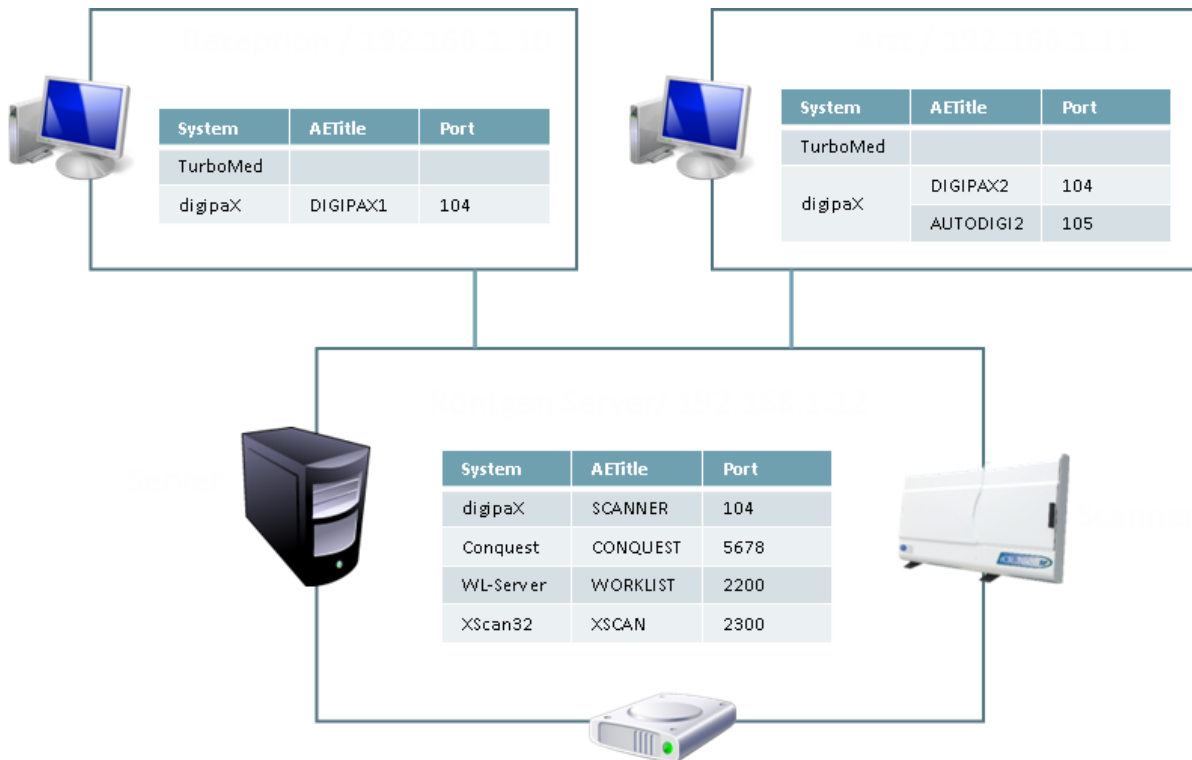 System AETitle Port
TurboMed
digipaX DIGIPAX1 104
System AETitle Port
TurboMed
digipaX
DIGIPAX2 104
AUTODIGI2 105
System AETitle Port
digipaX SCANNER 104
Conquest CONQUEST 5678
WL-Server WORKLIST 2200
XScan32 XSCAN 2300